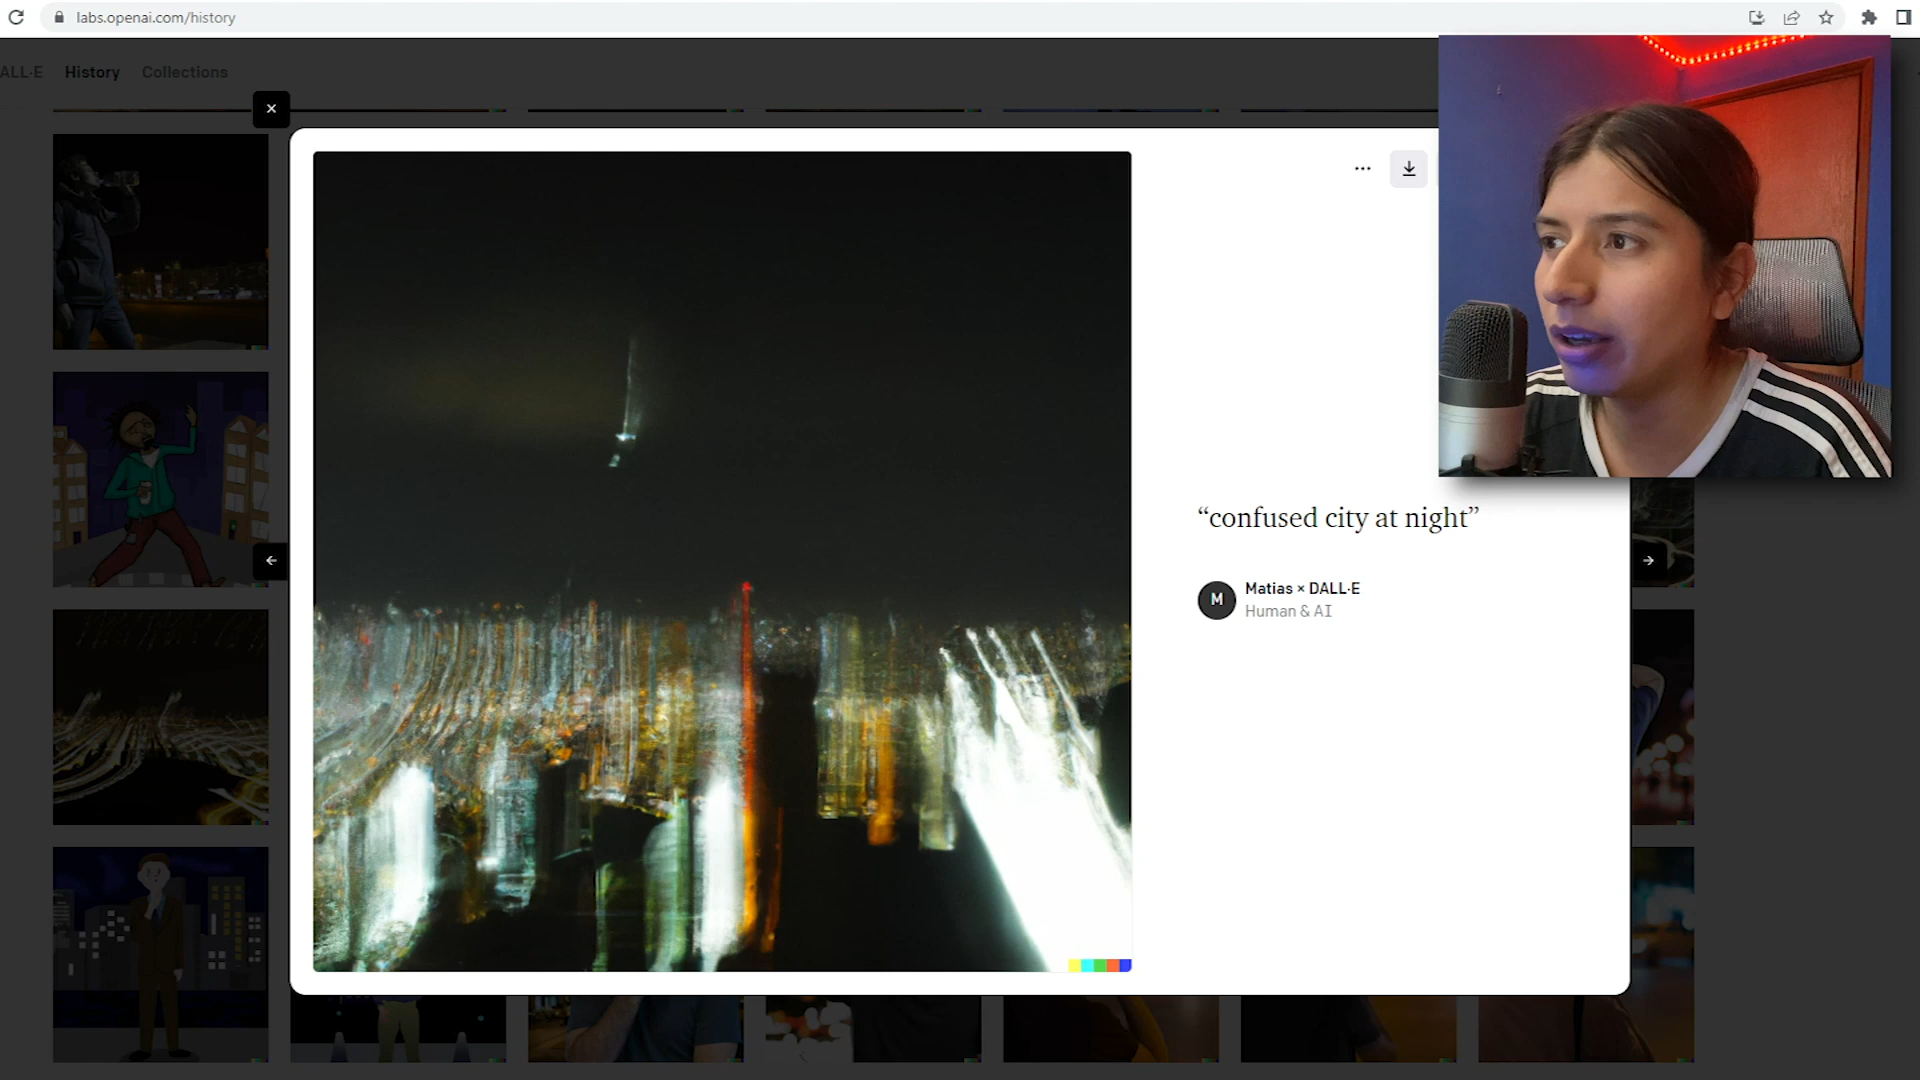 labs.openai.com/history
ALL·E History Collections
“confused city at night”
M
Matias × DALL·E
Human & AI